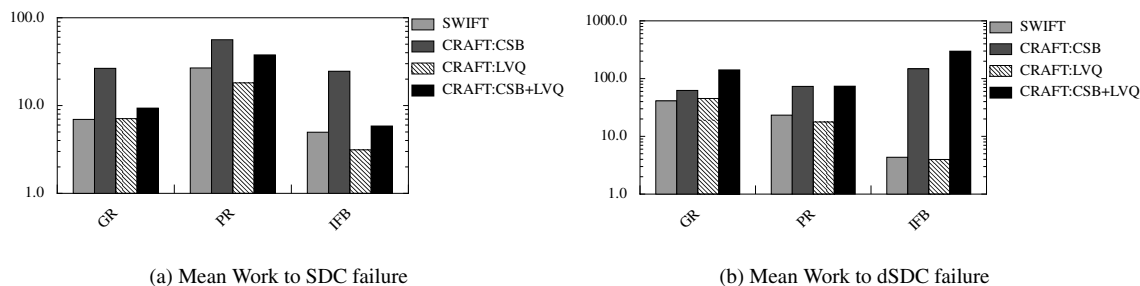 100.0
10.0
1.0
GR
PR
IFB
SWIFT
CRAFT:CSB
CRAFT:LVQ
CRAFT:CSB+LVQ
(a) Mean Work to SDC failure
1000.0
100.0
10.0
1.0
GR
PR
IFB
SWIFT
CRAFT:CSB
CRAFT:LVQ
CRAFT:CSB+LVQ
(b) Mean Work to dSDC failure